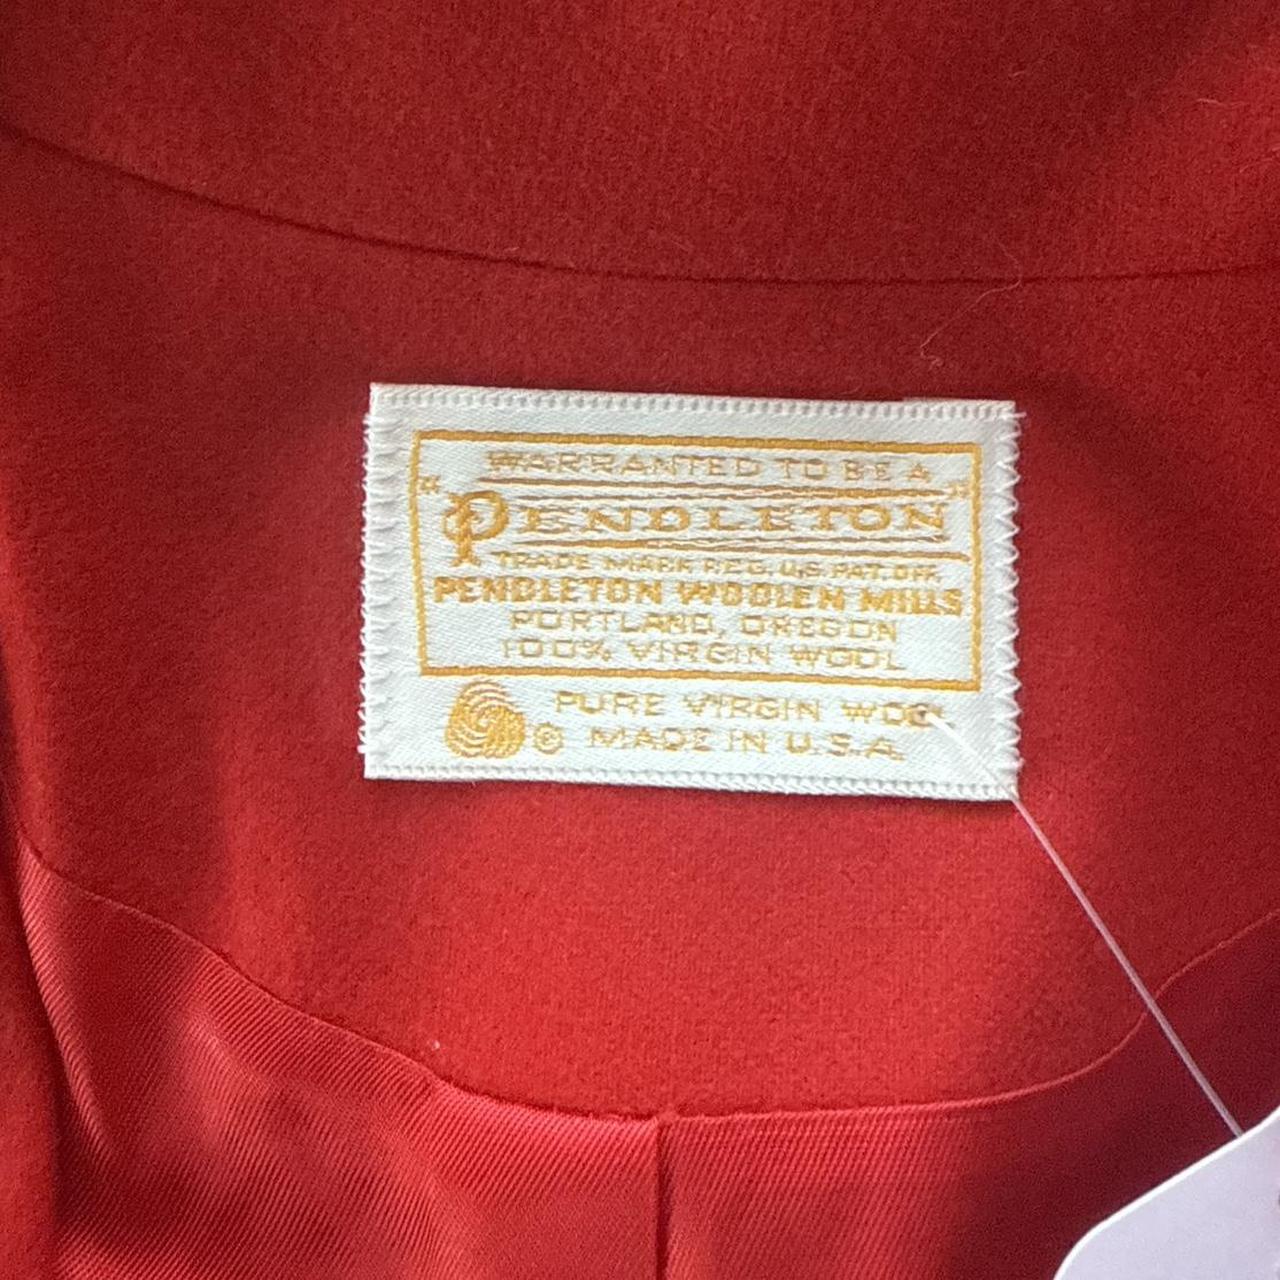 WARRANTED TO BE A
"PENDLETON"
TRADE MARK REG. U.S. PAT. OFF.
PENDLETON WOOLEN MILLS
PORTLAND, OREGON
100% VIRGIN WOOL
PURE VIRGIN WOOL
© MADE IN U.S.A.